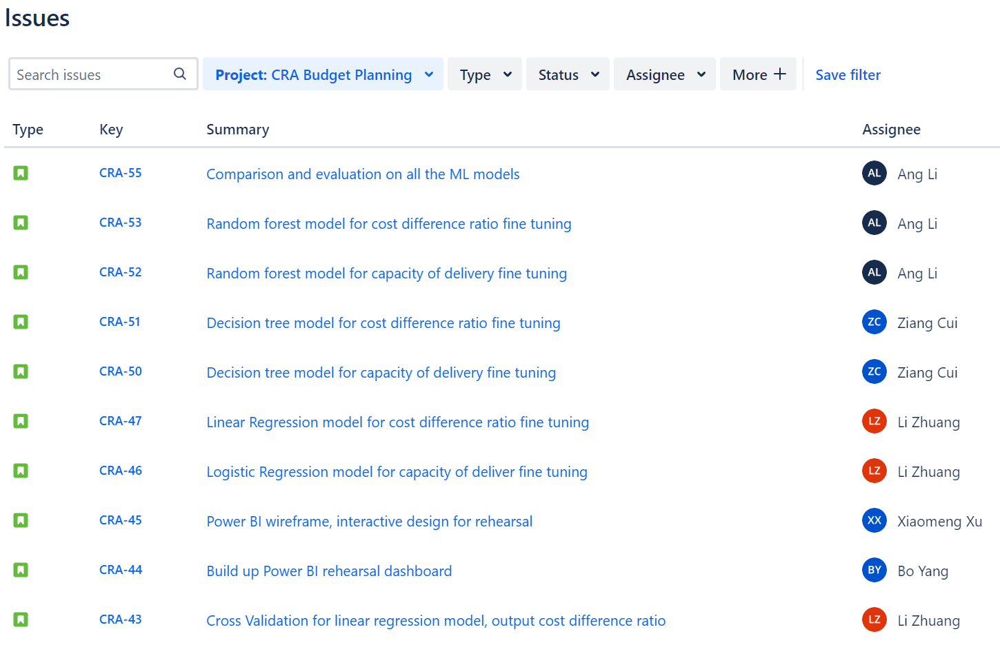 Issues
Search issues Project: CRA Budget Planning Type Status Assignee More Save filter
Type Key Summary Assignee
CRA-55 Comparison and evaluation on all the ML models AL Ang Li
CRA-53 Random forest model for cost difference ratio fine tuning AL Ang Li
CRA-52 Random forest model for capacity of delivery fine tuning AL Ang Li
CRA-51 Decision tree model for cost difference ratio fine tuning ZC Ziang Cui
CRA-50 Decision tree model for capacity of delivery fine tuning ZC Ziang Cui
CRA-47 Linear Regression model for cost difference ratio fine tuning LZ Li Zhuang
CRA-46 Logistic Regression model for capacity of deliver fine tuning LZ Li Zhuang
CRA-45 Power BI wireframe, interactive design for rehearsal XX Xiaomeng Xu
CRA-44 Build up Power BI rehearsal dashboard BY Bo Yang
CRA-43 Cross Validation for linear regression model, output cost difference ratio LZ Li Zhuang